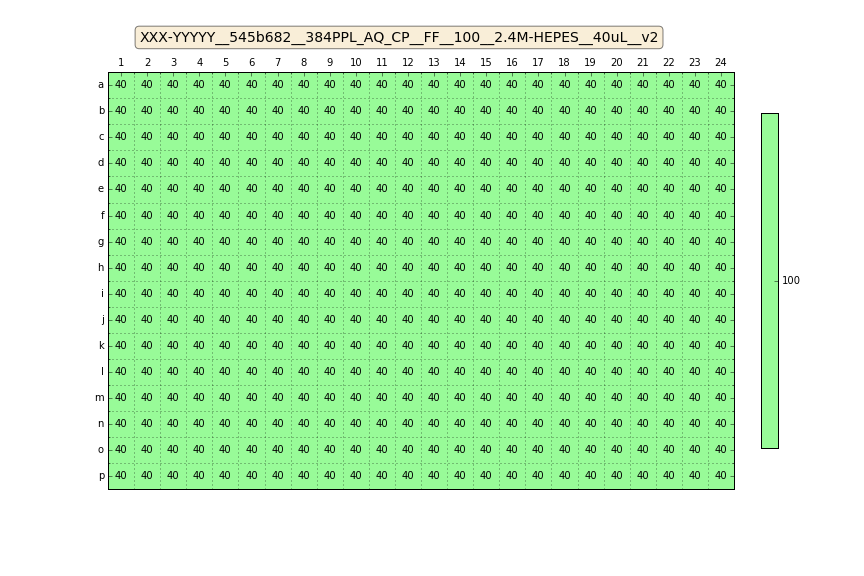 XXX-YYYYY__545b682__384PPL_AQ_CP__FF__100__2.4M-HEPES__40uL__v2
1 2 3 4 5 6 7 8 9 10 11 12 13 14 15 16 17 18 19 20 21 22 23 24
a 40 40 40 40 40 40 40 40 40 40 40 40 40 40 40 40 40 40 40 40 40 40 40 40
b 40 40 40 40 40 40 40 40 40 40 40 40 40 40 40 40 40 40 40 40 40 40 40 40
c 40 40 40 40 40 40 40 40 40 40 40 40 40 40 40 40 40 40 40 40 40 40 40 40
d 40 40 40 40 40 40 40 40 40 40 40 40 40 40 40 40 40 40 40 40 40 40 40 40
e 40 40 40 40 40 40 40 40 40 40 40 40 40 40 40 40 40 40 40 40 40 40 40 40
f 40 40 40 40 40 40 40 40 40 40 40 40 40 40 40 40 40 40 40 40 40 40 40 40
g 40 40 40 40 40 40 40 40 40 40 40 40 40 40 40 40 40 40 40 40 40 40 40 40
h 40 40 40 40 40 40 40 40 40 40 40 40 40 40 40 40 40 40 40 40 40 40 40 40 100
i 40 40 40 40 40 40 40 40 40 40 40 40 40 40 40 40 40 40 40 40 40 40 40 40
j 40 40 40 40 40 40 40 40 40 40 40 40 40 40 40 40 40 40 40 40 40 40 40 40
k 40 40 40 40 40 40 40 40 40 40 40 40 40 40 40 40 40 40 40 40 40 40 40 40
l 40 40 40 40 40 40 40 40 40 40 40 40 40 40 40 40 40 40 40 40 40 40 40 40
m 40 40 40 40 40 40 40 40 40 40 40 40 40 40 40 40 40 40 40 40 40 40 40 40
n 40 40 40 40 40 40 40 40 40 40 40 40 40 40 40 40 40 40 40 40 40 40 40 40
o 40 40 40 40 40 40 40 40 40 40 40 40 40 40 40 40 40 40 40 40 40 40 40 40
p 40 40 40 40 40 40 40 40 40 40 40 40 40 40 40 40 40 40 40 40 40 40 40 40